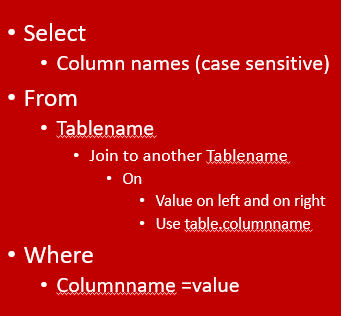 • Select
• Column names (case sensitive)
• From
• Tablename
• Join to another Tablename
• On
• Value on left and on right
• Use table.columnname
• Where
• Columnname =value